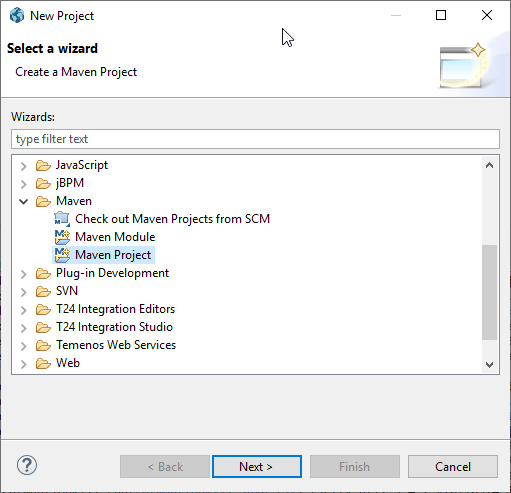 New Project
Select a wizard
Create a Maven Project
Wizards:
type filter text
JavaScript
jBPM
Maven
Check out Maven Projects from SCM
Maven Module
Maven Project
Plug-in Development
SVN
T24 Integration Editors
T24 Integration Studio
Temenos Web Services
Web
?
< Back
Next >
Finish
Cancel